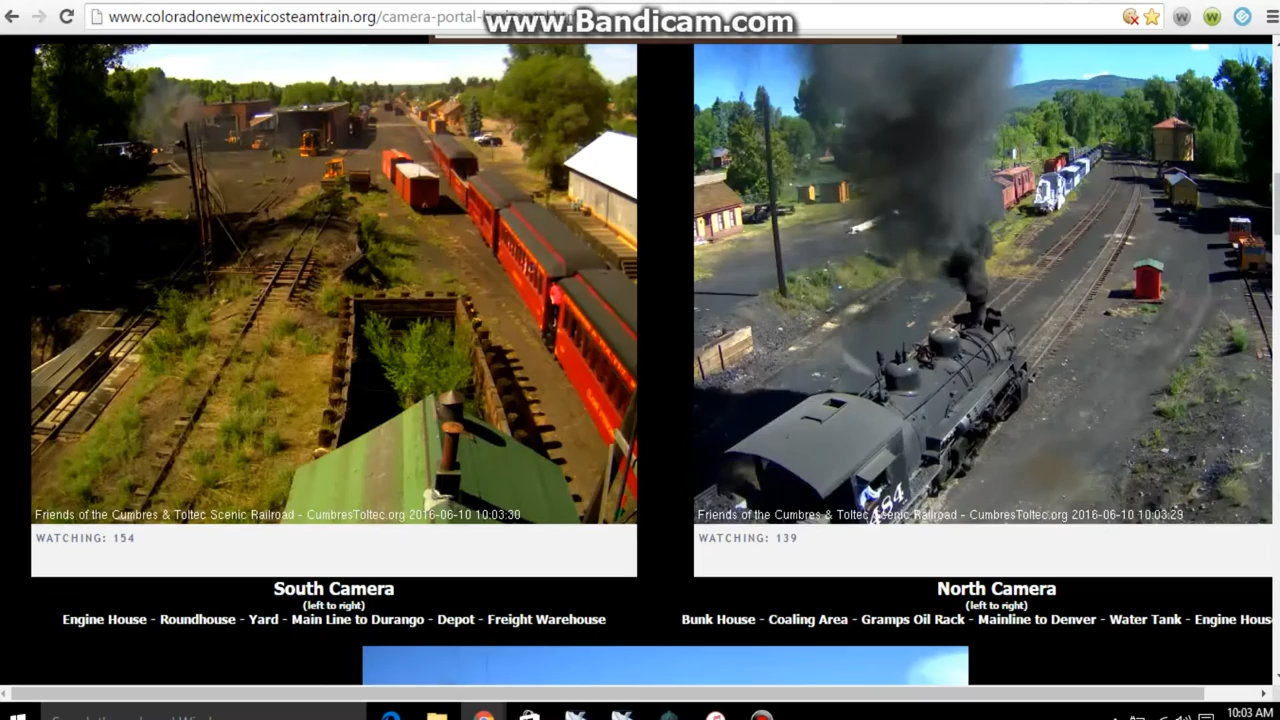 www.coloradonewmexicosteamtrain.org/camera-portal-
www.Bandicam.com
Friends of the Cumbres & Toltec Scenic Railroad - CumbresToltec.org 2016-06-10 10:03:30
WATCHING: 154
South Camera
(left to right)
Engine House - Roundhouse - Yard - Main Line to Durango - Depot - Freight Warehouse
484
Friends of the Cumbres & Toltec Scenic Railroad - CumbresToltec.org 2016-06-10 10:03:29
WATCHING: 139
North Camera
(left to right)
Bunk House - Coaling Area - Gramps Oil Rack - Mainline to Denver - Water Tank - Engine Hous
10:03 AM